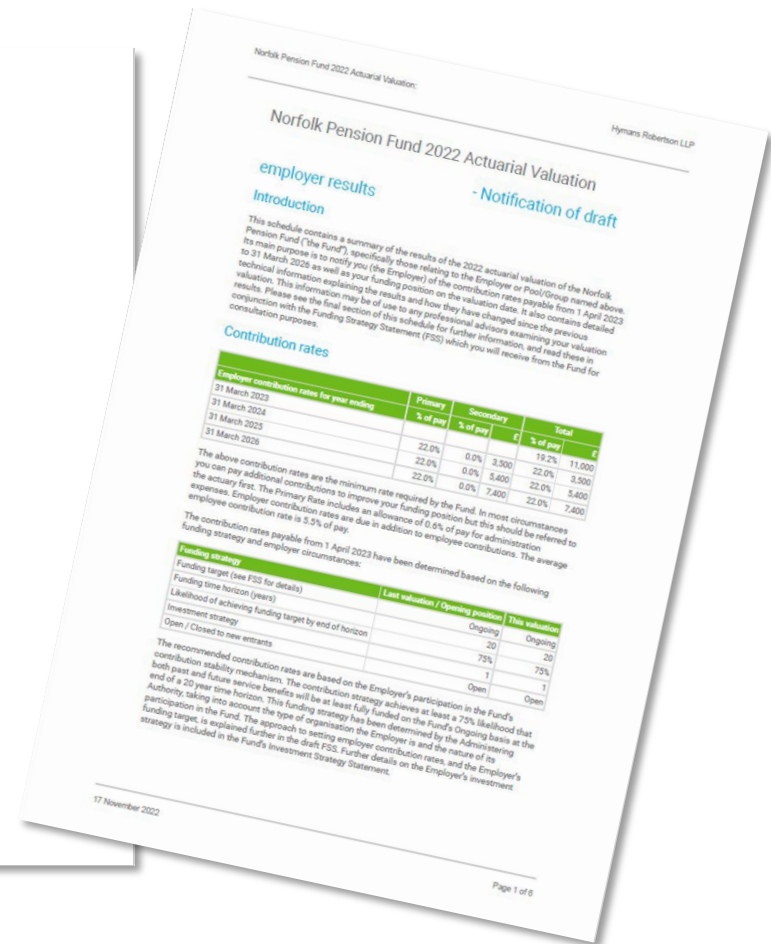 Norfolk Pension Fund 2022 Actuarial Valuation:
Hymans Robertson LLP
Norfolk Pension Fund 2022 Actuarial Valuation
employer results - Notification of draft
Introduction
This schedule contains a summary of the results of the 2022 actuarial valuation of the Norfolk
Pension Fund ("the Fund"), specifically those relating to the Employer or Pool/Group named above.
Its main purpose is to notify you (the Employer) of the contribution rates payable from 1 April 2023
to 31 March 2026 as well as your funding position on the valuation date. It also contains detailed
technical information explaining the results and how they have changed since the previous
valuation. This information may be of use to any professional advisors examining your valuation
results. Please see the final section of this schedule for further information, and read these in
conjunction with the Funding Strategy Statement (FSS) which you will receive from the Fund for
consultation purposes.
Contribution rates
Primary Secondary Total
Employer contribution rates for year ending % of pay % of pay £ % of pay £
31 March 2023 19.2% 11,000
31 March 2024 22.0% 0.0% 3,500 22.0% 3,500
31 March 2025 22.0% 0.0% 5,400 22.0% 5,400
31 March 2026 22.0% 0.0% 7,400 22.0% 7,400
The above contribution rates are the minimum rate required by the Fund. In most circumstances
you can pay additional contributions to improve your funding position but this should be referred to
the actuary first. The Primary Rate includes an allowance of 0.6% of pay for administration
expenses. Employer contribution rates are due in addition to employee contributions. The average
employee contribution rate is 5.5% of pay.
The contribution rates payable from 1 April 2023 have been determined based on the following
funding strategy and employer circumstances:
Funding strategy Last valuation / Opening position This valuation
Funding target (see FSS for details) Ongoing Ongoing
Funding time horizon (years) 20 20
Likelihood of achieving funding target by end of horizon 75% 75%
Investment strategy 1 1
Open / Closed to new entrants Open Open
The recommended contribution rates are based on the Employer's participation in the Fund's
contribution stability mechanism. The contribution strategy achieves at least a 75% likelihood that
both past and future service benefits will be at least fully funded on the Fund's Ongoing basis at the
end of a 20 year time horizon. This funding strategy has been determined by the Administering
Authority, taking into account the type of organisation the Employer is and the nature of its
participation in the Fund. The approach to setting employer contribution rates, and the Employer's
funding target, is explained further in the draft FSS. Further details on the Employer's investment
strategy is included in the Fund's Investment Strategy Statement.
17 November 2022
Page 1 of 6